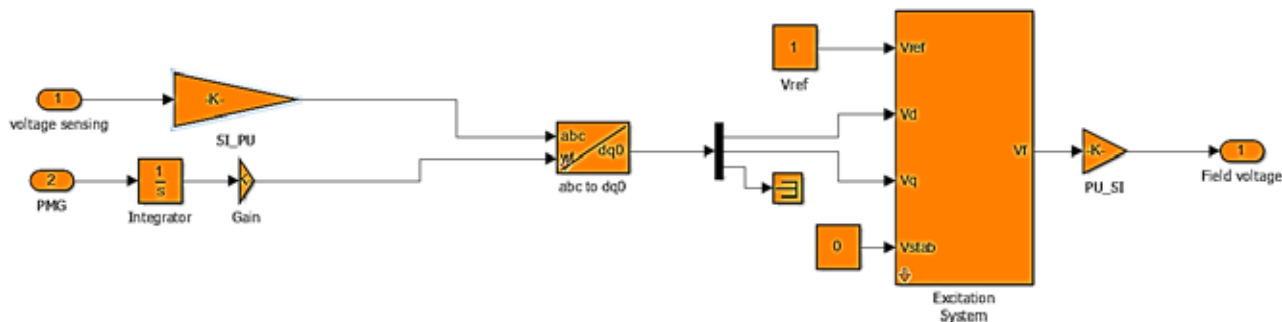 1
voltage sensing
-K-
SI_PU
2
PMG
1
s
Integrator
Gain
abc
dq0
abc to dq0
1
Vref
0
Vref
Vd
Vq
Vstab
Vf
Excitation
System
-K-
PU_SI
1
Field voltage